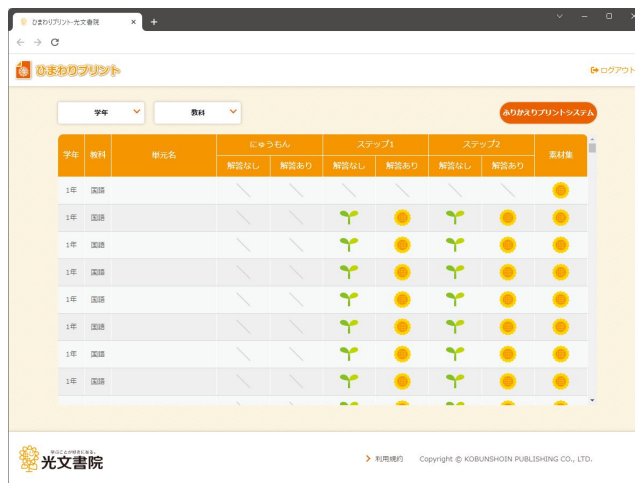 ひまわりプリント-光文書院
ひまわりプリント
ログアウト
学年 教科 ふりかえりプリントシステム
学年 教科 単元名 にゅうもん ステップ1 ステップ2 素材集
解答なし 解答あり 解答なし 解答あり 解答なし 解答あり
1年 国語
1年 国語
1年 国語
1年 国語
1年 国語
1年 国語
1年 国語
1年 国語
学ぶことが好きになる。
光文書院
利用規約 Copyright © KOBUNSHOIN PUBLISHING CO., LTD.